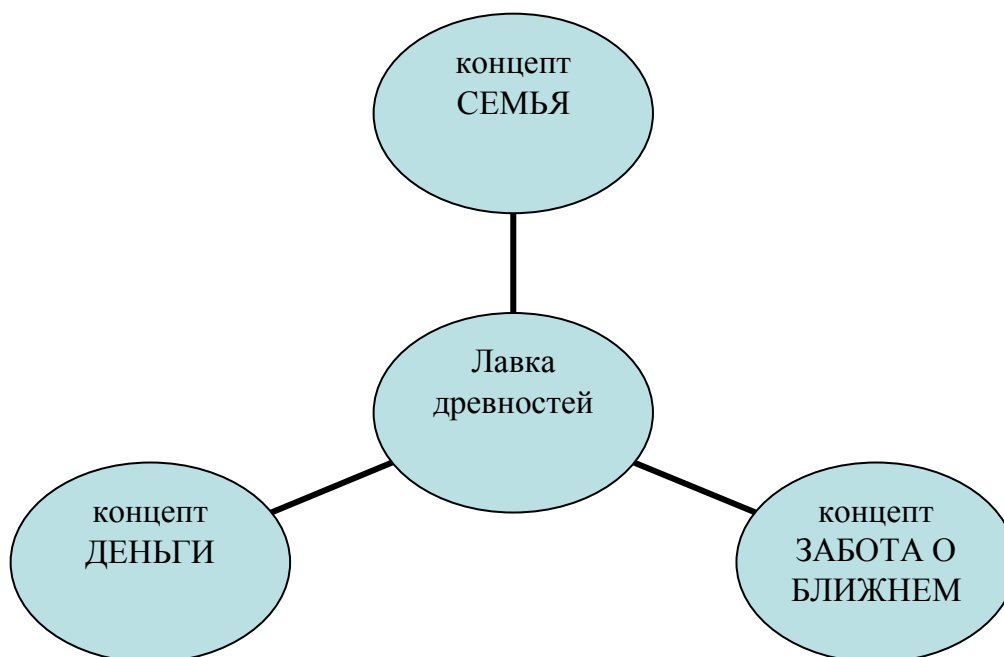 концепт
СЕМЬЯ
Лавка
древностей
концепт
ДЕНЬГИ
концепт
ЗАБОТА О
БЛИЖНЕМ